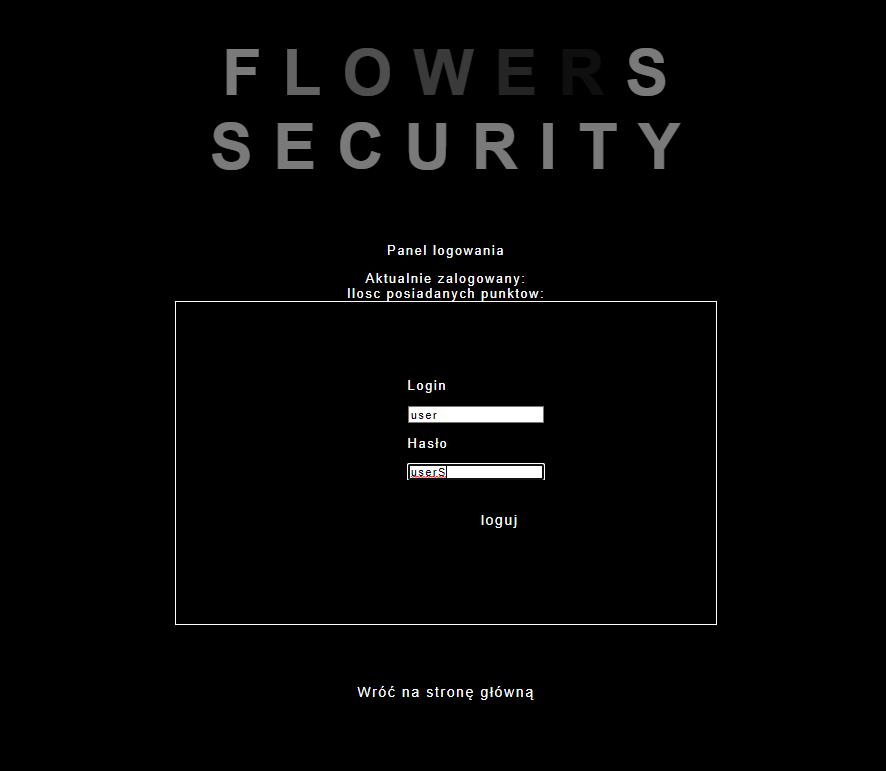 FLOWERS
SECURITY
Panel logowania
Aktualnie zalogowany:
Ilosc posiadanych punktow:
Login
user
Hasło
userS
loguj
Wróć na stronę główną